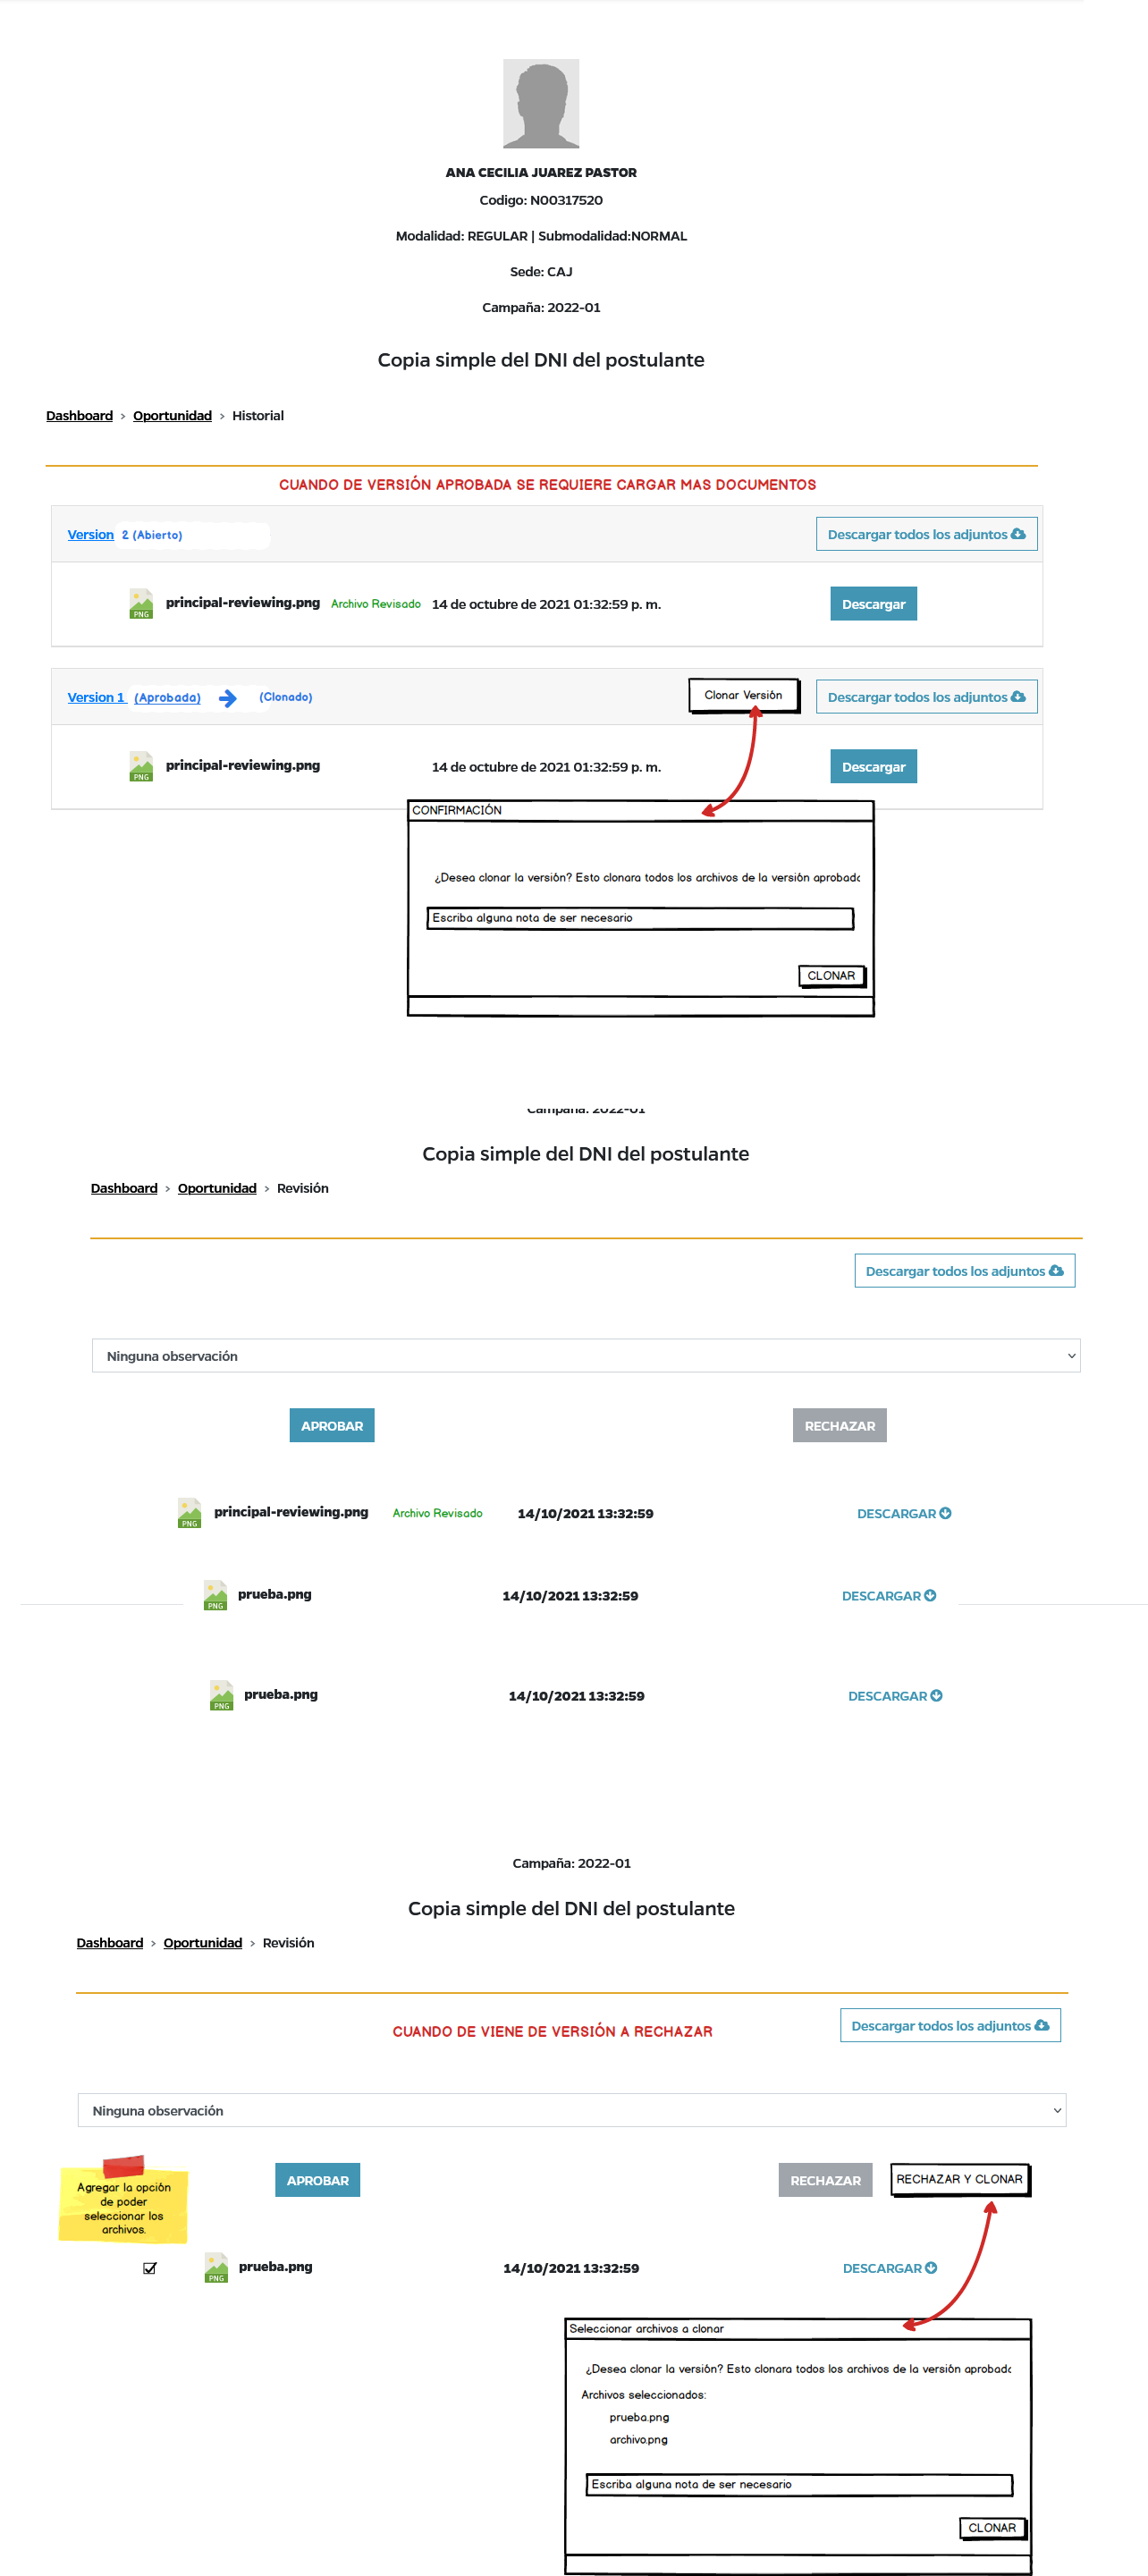 ANA CECILIA JUAREZ PASTOR
Codigo: N00317520
Modalidad: REGULAR | Submodalidad:NORMAL
Sede: CAJ
Campaña: 2022-01
Copia simple del DNI del postulante
Dashboard > Oportunidad > Historial
CUANDO DE VERSIÓN APROBADA SE REQUIERE CARGAR MAS DOCUMENTOS
Version 2 (Abierto) Descargar todos los adjuntos
PNG principal-reviewing.png Archivo Revisado 14 de octubre de 2021 01:32:59 p. m. Descargar
Version 1 (Aprobada) (Clonado) Clonar Versión Descargar todos los adjuntos
PNG principal-reviewing.png 14 de octubre de 2021 01:32:59 p. m. Descargar
CONFIRMACIÓN
¿Desea clonar la versión? Esto clonara todos los archivos de la versión aprobada
Escriba alguna nota de ser necesario
CLONAR
Campaña: 2022-01
Copia simple del DNI del postulante
Dashboard > Oportunidad > Revisión
Descargar todos los adjuntos
Ninguna observación
APROBAR RECHAZAR
PNG principal-reviewing.png Archivo Revisado 14/10/2021 13:32:59 DESCARGAR
PNG prueba.png 14/10/2021 13:32:59 DESCARGAR
PNG prueba.png 14/10/2021 13:32:59 DESCARGAR
Campaña: 2022-01
Copia simple del DNI del postulante
Dashboard > Oportunidad > Revisión
CUANDO DE VIENE DE VERSIÓN A RECHAZAR Descargar todos los adjuntos
Ninguna observación
Agregar la opción
de poder
seleccionar los
archivos.
APROBAR RECHAZAR RECHAZAR Y CLONAR
PNG prueba.png 14/10/2021 13:32:59 DESCARGAR
Seleccionar archivos a clonar
¿Desea clonar la versión? Esto clonara todos los archivos de la versión aprobada
Archivos seleccionados:
prueba.png
archivo.png
Escriba alguna nota de ser necesario
CLONAR